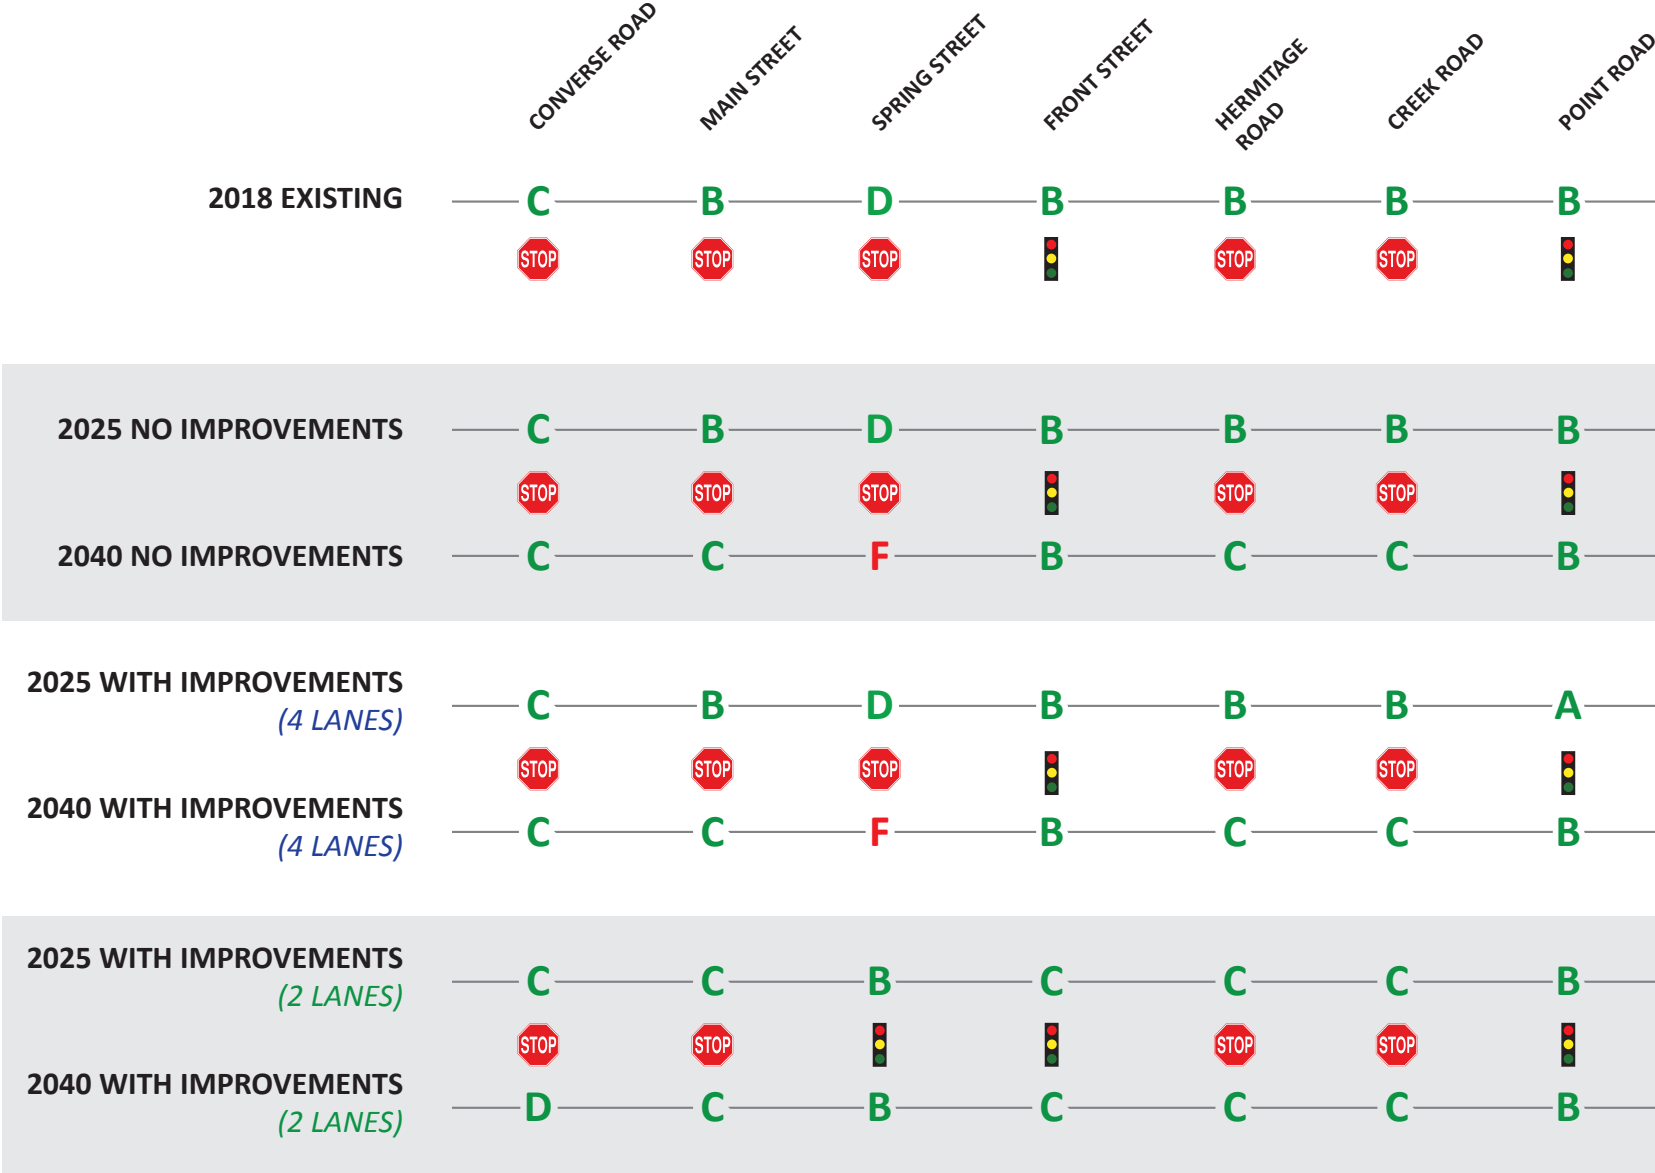 CONVERSE ROAD
MAIN STREET
SPRING STREET
FRONT STREET
HERMITAGE
ROAD
CREEK ROAD
POINT ROAD
2018 EXISTING
C B D B B B B
STOP STOP STOP STOP STOP
2025 NO IMPROVEMENTS
C B D B B B B
STOP STOP STOP STOP STOP
2040 NO IMPROVEMENTS
C C F B C C B
2025 WITH IMPROVEMENTS
(4 LANES)
C B D B B B A
STOP STOP STOP STOP STOP
2040 WITH IMPROVEMENTS
(4 LANES)
C C F B C C B
2025 WITH IMPROVEMENTS
(2 LANES)
C C B C C C B
STOP STOP STOP STOP
2040 WITH IMPROVEMENTS
(2 LANES)
D C B C C C B